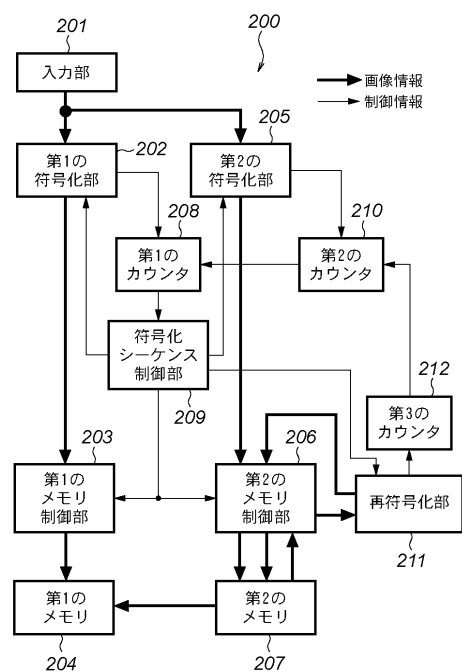 201
200
入力部
画像情報
制御情報
202
205
第1の
符号化部
第2の
符号化部
208
210
第1の
カウンタ
第2の
カウンタ
符号化
シーケンス
制御部
209
212
第3の
カウンタ
203
206
第1の
メモリ
制御部
第2の
メモリ
制御部
再符号化部
211
第1の
メモリ
第2の
メモリ
204
207